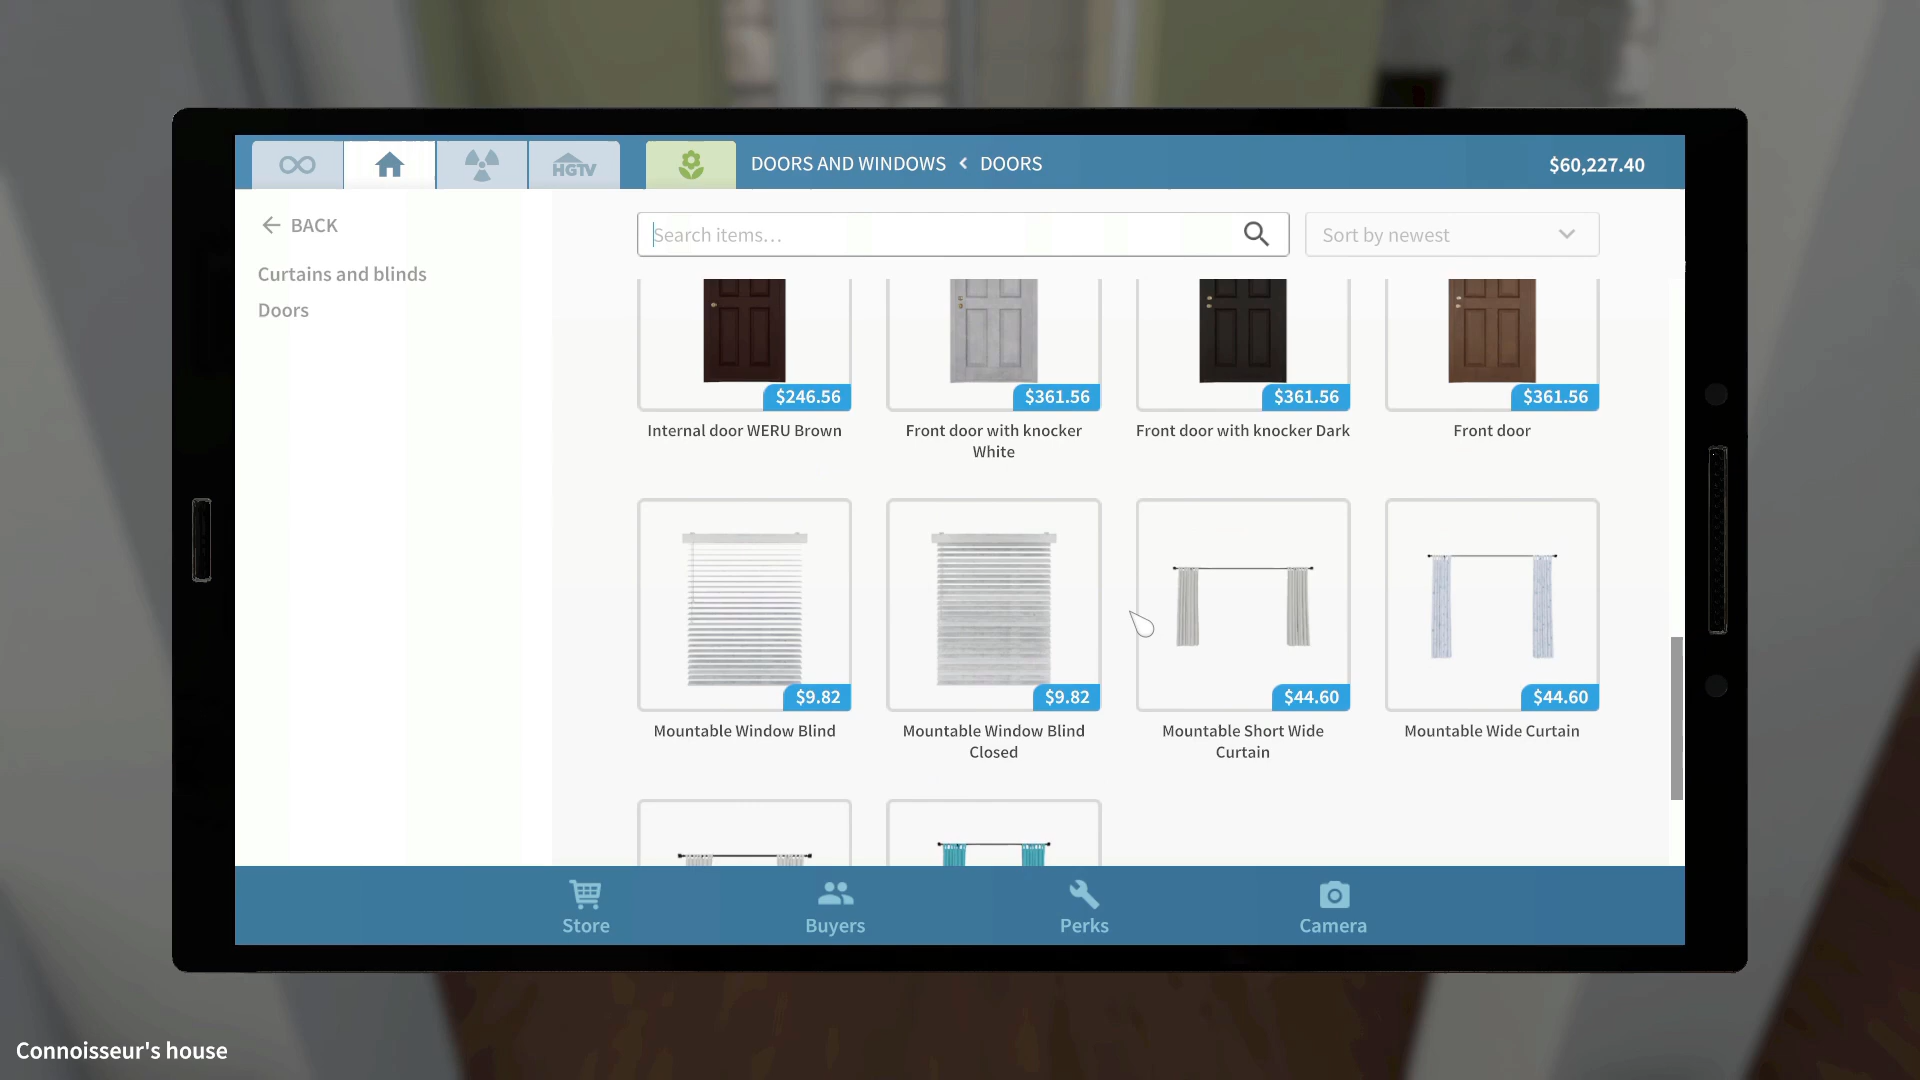 HGTV
DOORS AND WINDOWS < DOORS
$60,227.40
BACK
Search items...
Sort by newest
Curtains and blinds
Doors
$246.56
$361.56
$361.56
$361.56
Internal door WERU Brown
Front door with knocker
White
Front door with knocker Dark
Front door
$9.82
$9.82
$44.60
$44.60
Mountable Window Blind
Mountable Window Blind
Closed
Mountable Short Wide
Curtain
Mountable Wide Curtain
Store
Buyers
Perks
Camera
Connoisseur's house